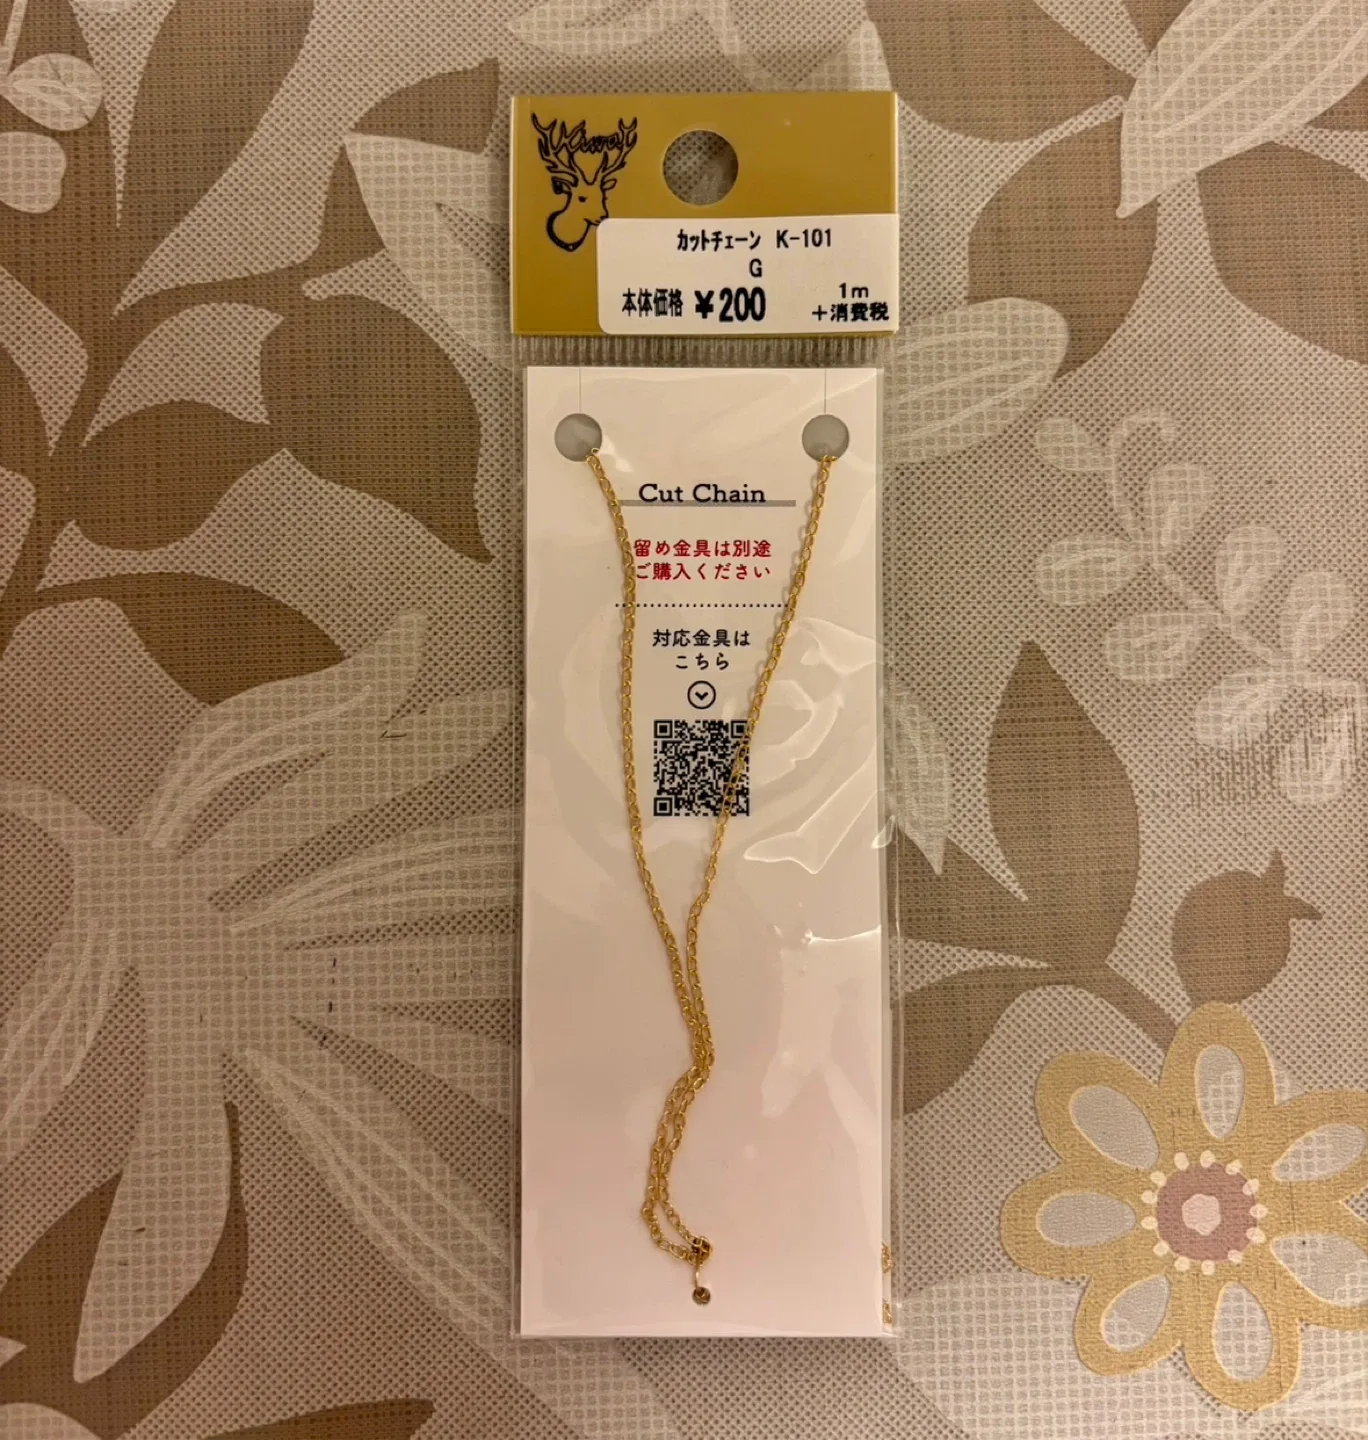 Kiwa
カットチェーン K-101
G
本体価格 ¥200 1m
+消費税
Cut Chain
留め金具は別途
ご購入ください
対応金具は
こちら